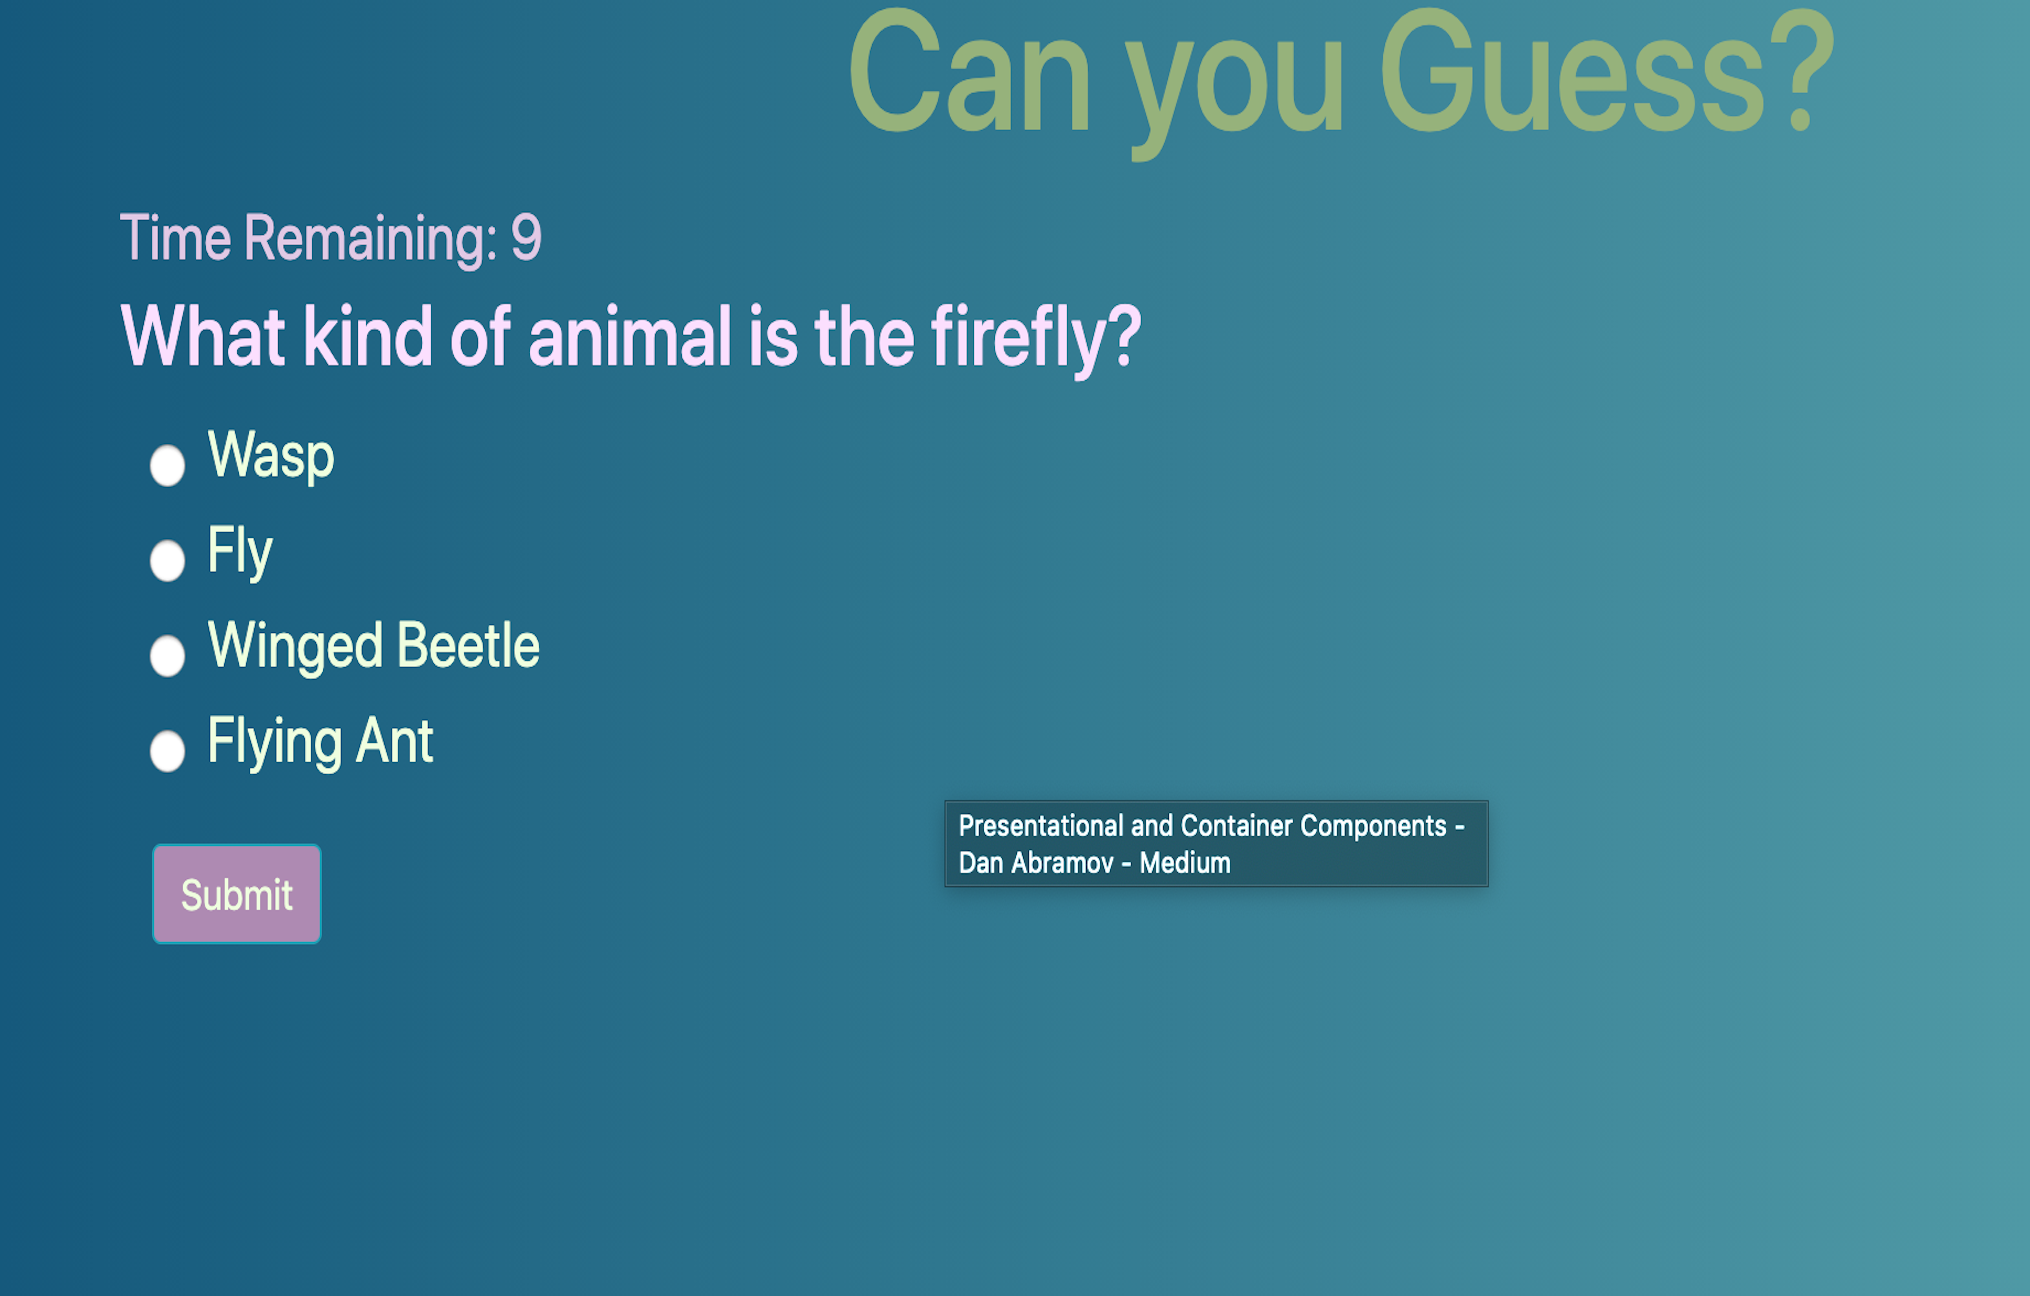 Can you Guess?
Time Remaining: 9
What kind of animal is the firefly?
Wasp
Fly
Winged Beetle
Flying Ant
Presentational and Container Components -
Dan Abramov - Medium
Submit